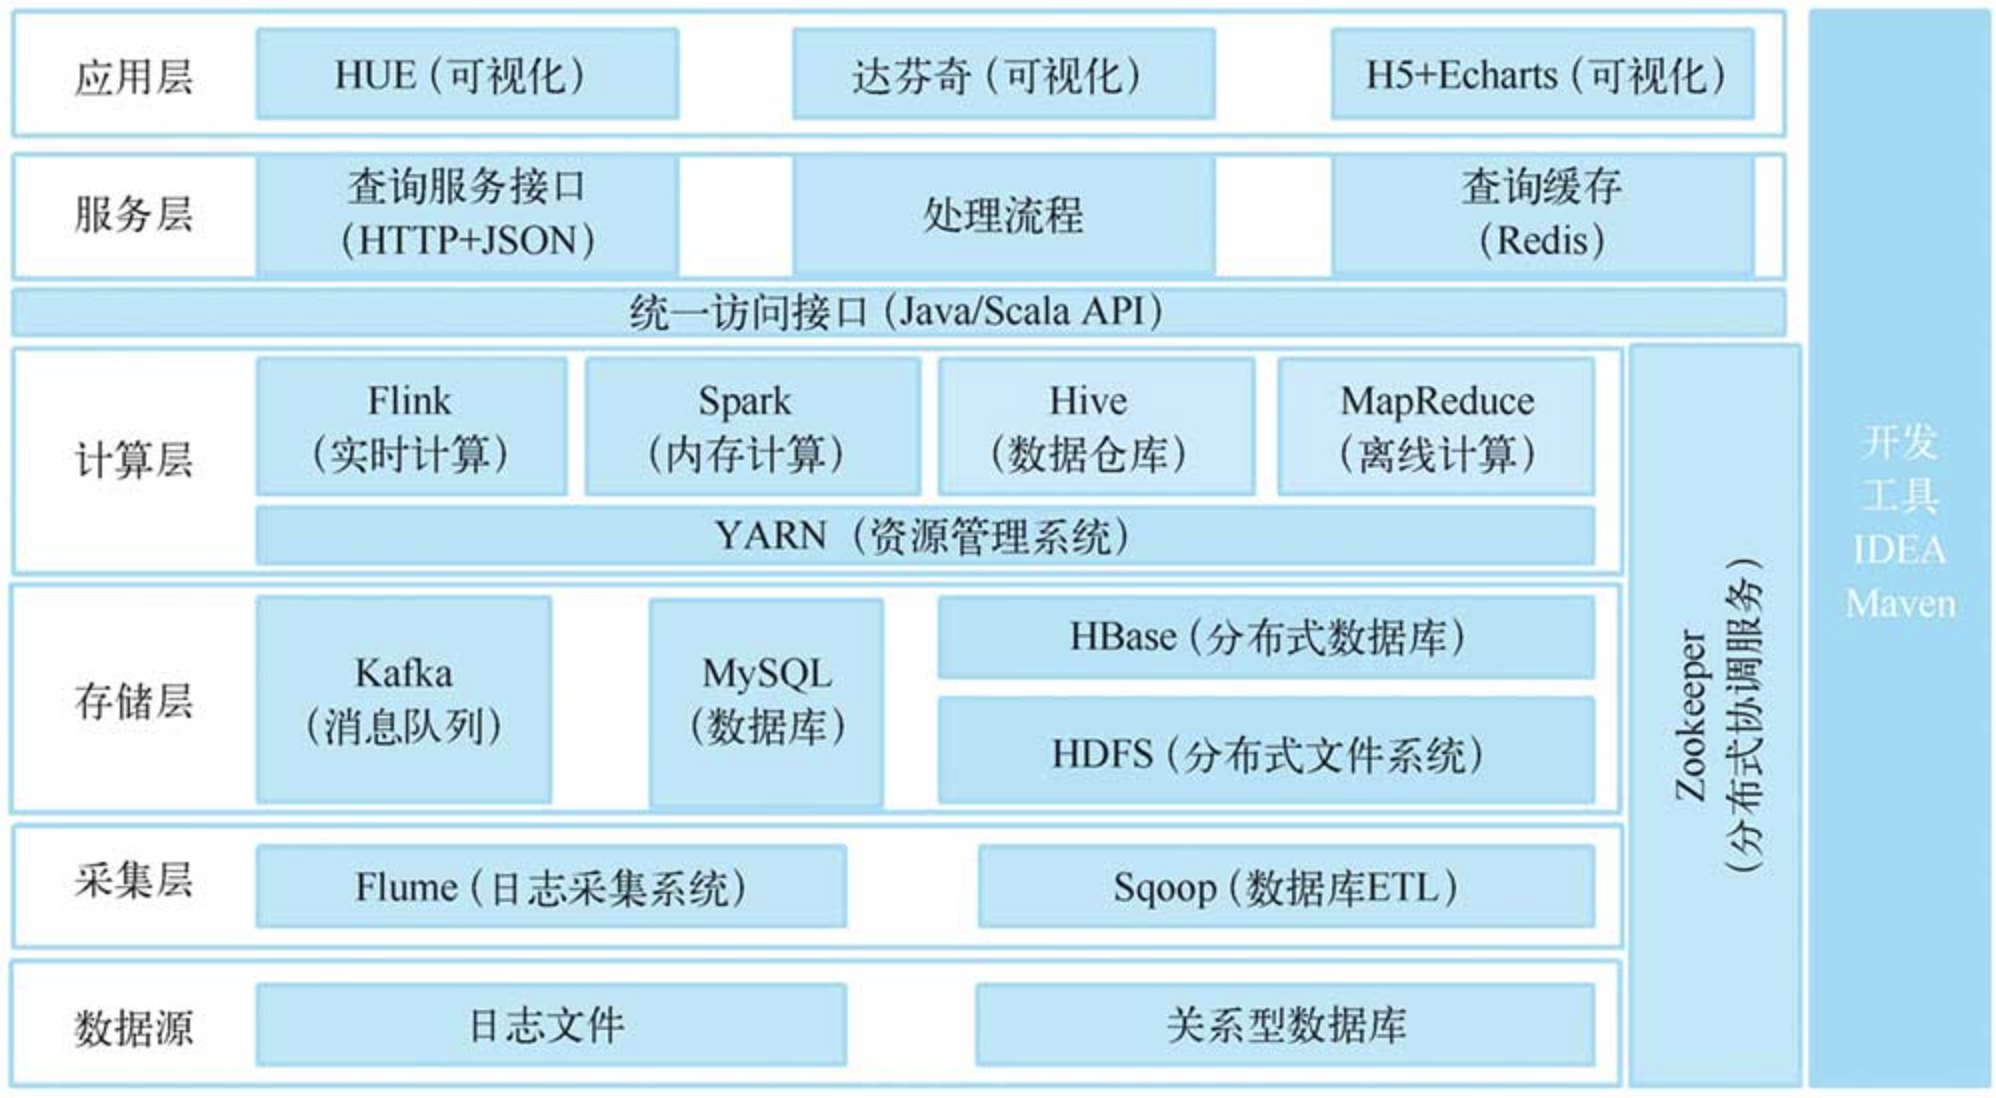 应用层
HUE（可视化）
达芬奇（可视化）
H5+Echarts（可视化）
服务层
查询服务接口
（HTTP+JSON）
处理流程
查询缓存
（Redis）
统一访问接口（Java/Scala API）
计算层
Flink
（实时计算）
Spark
（内存计算）
Hive
（数据仓库）
MapReduce
（离线计算）
YARN（资源管理系统）
存储层
Kafka
（消息队列）
MySQL
（数据库）
HBase（分布式数据库）
HDFS（分布式文件系统）
采集层
Flume（日志采集系统）
Sqoop（数据库ETL）
数据源
日志文件
关系型数据库
Zookeeper
（分布式协调服务）
开发
工具
IDEA
Maven